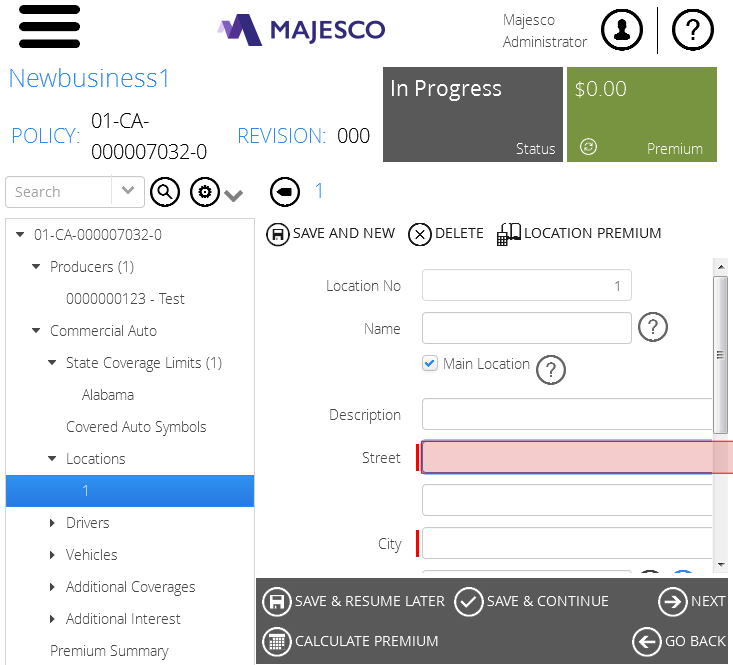 MAJESCO
Majesco
Administrator
Newbusiness1
POLICY: 01-CA-
000007032-0
REVISION: 000
In Progress
Status
$0.00
Premium
Search
1
01-CA-000007032-0
Producers (1)
0000000123 - Test
Commercial Auto
State Coverage Limits (1)
Alabama
Covered Auto Symbols
Locations
1
Drivers
Vehicles
Additional Coverages
Additional Interest
Premium Summary
SAVE AND NEW DELETE LOCATION PREMIUM
Location No 1
Name
Main Location
Description
Street
City
SAVE & RESUME LATER SAVE & CONTINUE NEXT
CALCULATE PREMIUM GO BACK